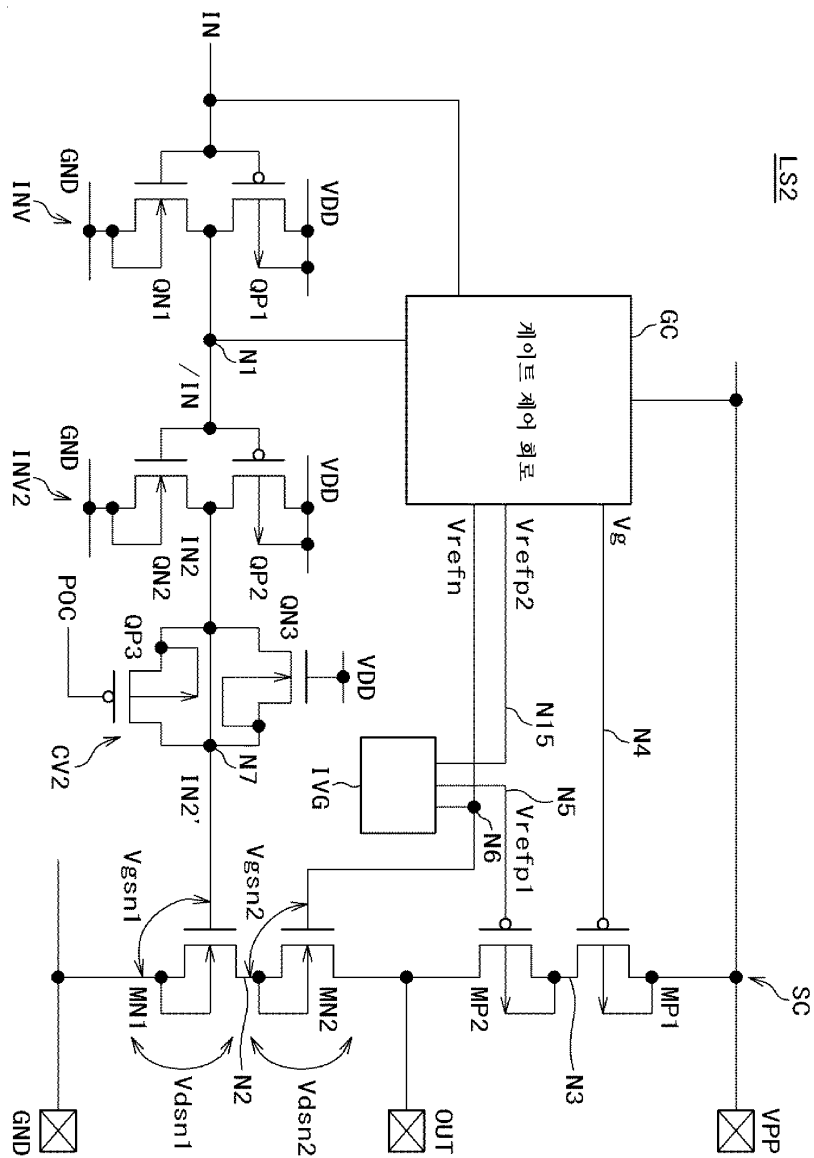 LS2
IN
GND
INV
VDD
QN1
QP1
N1
/IN
게이트 제어 회로
GC
GND
INV2
VDD
QN2
QP2
IN2
Vrefn
Vrefp2
Vg
POC
QP3
QN3
VDD
CV2
N7
IN2'
IVG
N15
N4
N5
N6
Vrefp1
Vgsn1
Vgsn2
MN1
MN2
MP2
MP1
SC
Vdsn1
N2
Vdsn2
N3
GND
OUT
VPP